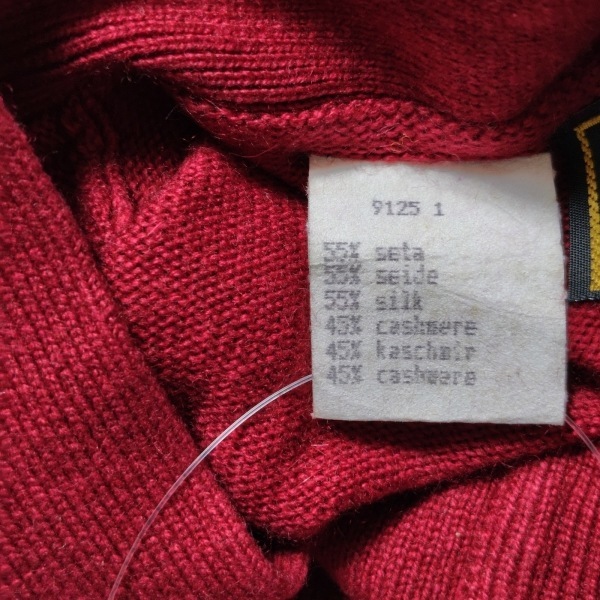 9125 1
55% seta
55% seide
55% silk
45% cashmere
45% kaschmir
45% cashmere